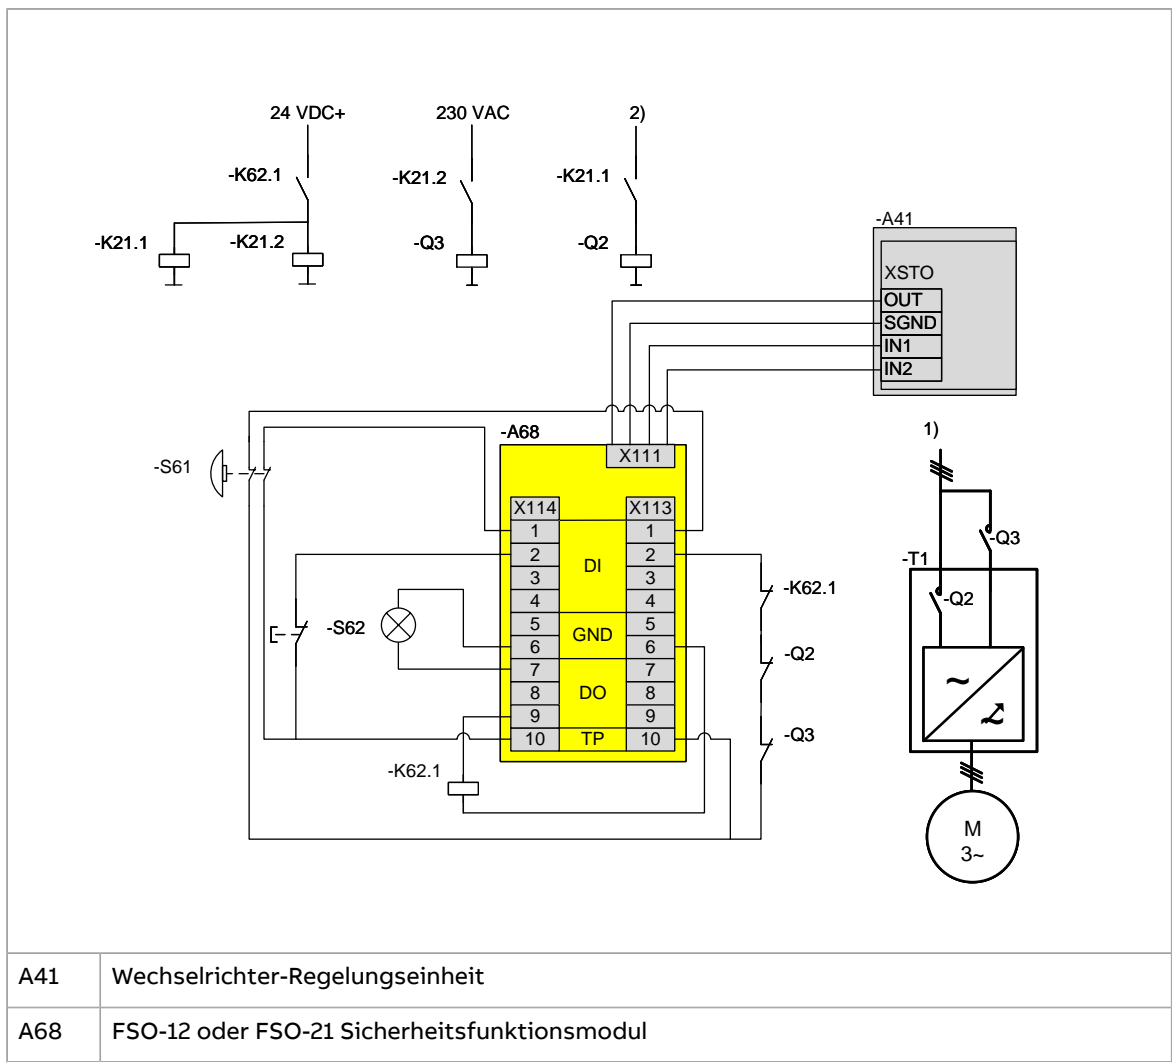 24 VDC+ 230 VAC 2)
-K62.1 -K21.2 -K21.1
-K21.1 -K21.2 -Q3 -Q2
-A41
XSTO
OUT
SGND
IN1
IN2
-A68
X111
1)
-S61
X114 X113
1 1
2 DI 2
3 3
4 4
5 GND 5
6 6
7 7
8 DO 8
9 9
10 TP 10
-S62
-K62.1
-K62.1
-Q2
-Q3
-Q3
-T1
-Q2
~
M
3~
A41 Wechselrichter-Regelungseinheit
A68 FSO-12 oder FSO-21 Sicherheitsfunktionsmodul